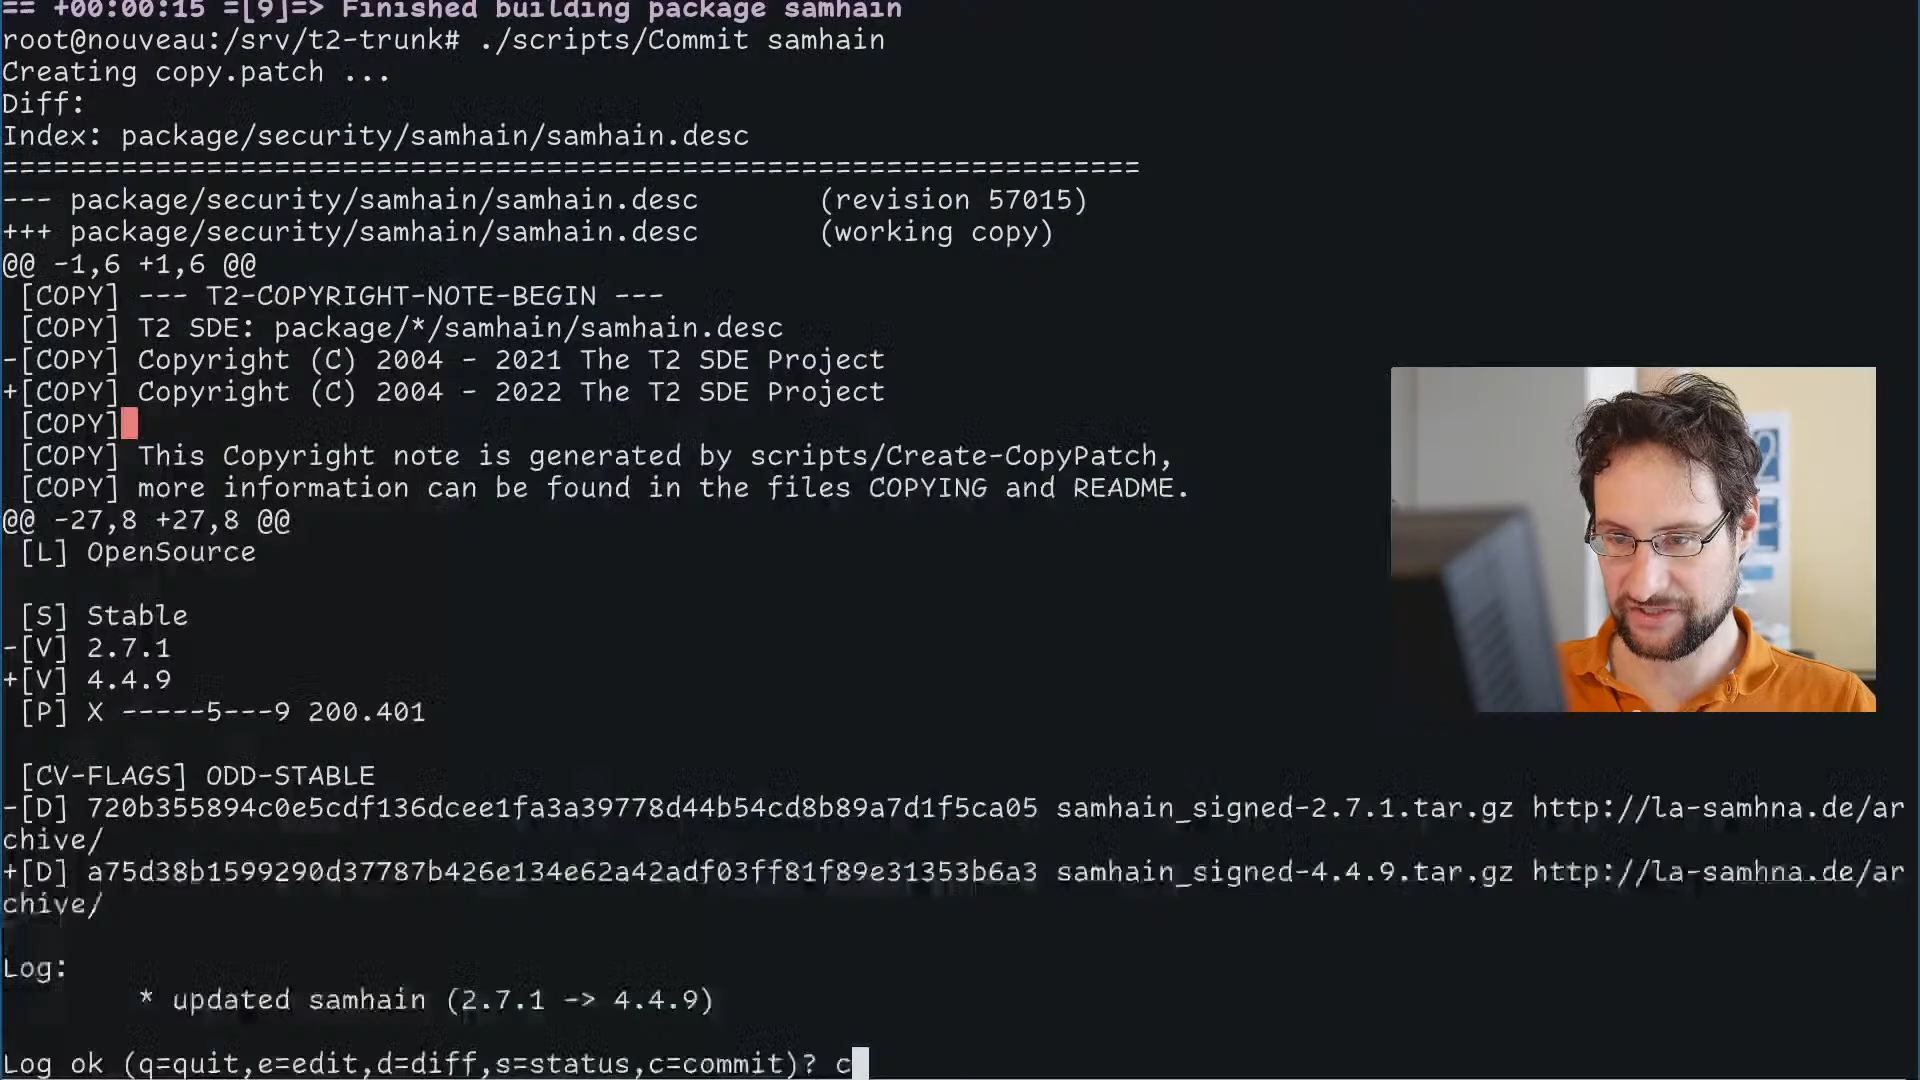 == +00:00:15 =[9]=> Finished building package samhain
root@nouveau:/srv/t2-trunk# ./scripts/Commit samhain
Creating copy.patch ...
Diff:
Index: package/security/samhain/samhain.desc
===================================================================
--- package/security/samhain/samhain.desc       (revision 57015)
+++ package/security/samhain/samhain.desc       (working copy)
@@ -1,6 +1,6 @@
 [COPY] --- T2-COPYRIGHT-NOTE-BEGIN ---
 [COPY] T2 SDE: package/*/samhain/samhain.desc
-[COPY] Copyright (C) 2004 - 2021 The T2 SDE Project
+[COPY] Copyright (C) 2004 - 2022 The T2 SDE Project
 [COPY]
 [COPY] This Copyright note is generated by scripts/Create-CopyPatch,
 [COPY] more information can be found in the files COPYING and README.
@@ -27,8 +27,8 @@
 [L] OpenSource
 [S] Stable
-[V] 2.7.1
+[V] 4.4.9
 [P] X -----5---9 200.401
 [CV-FLAGS] ODD-STABLE
-[D] 720b355894c0e5cdf136dcee1fa3a39778d44b54cd8b89a7d1f5ca05 samhain_signed-2.7.1.tar.gz http://la-samhna.de/ar
chive/
+[D] a75d38b1599290d37787b426e134e62a42adf03ff81f89e31353b6a3 samhain_signed-4.4.9.tar.gz http://la-samhna.de/ar
chive/
Log:
        * updated samhain (2.7.1 -> 4.4.9)
Log ok (q=quit,e=edit,d=diff,s=status,c=commit)? c